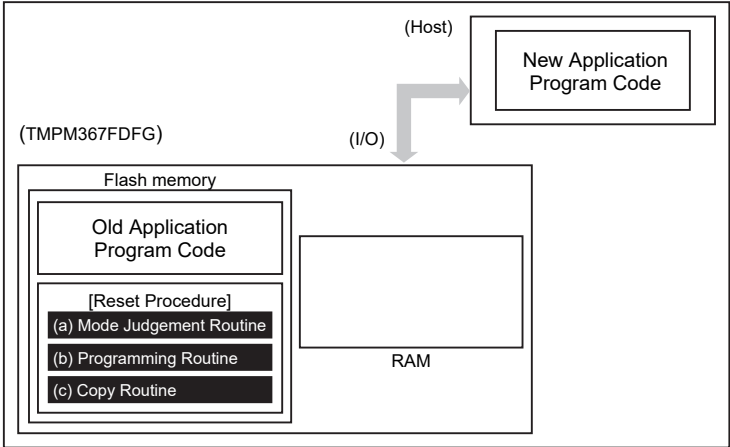 (Host)
New Application
Program Code
(TMPM367FDFG)
(I/O)
Flash memory
Old Application
Program Code
[Reset Procedure]
(a) Mode Judgement Routine
(b) Programming Routine
(c) Copy Routine
RAM